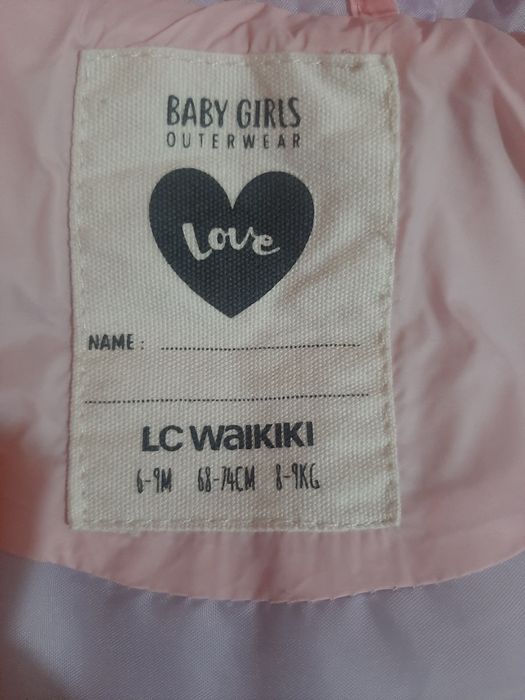 BABY GIRLS
OUTERWEAR
Love
NAME : ..............................
LC WAIKIKI
6-9M 68-74CM 8-9KG